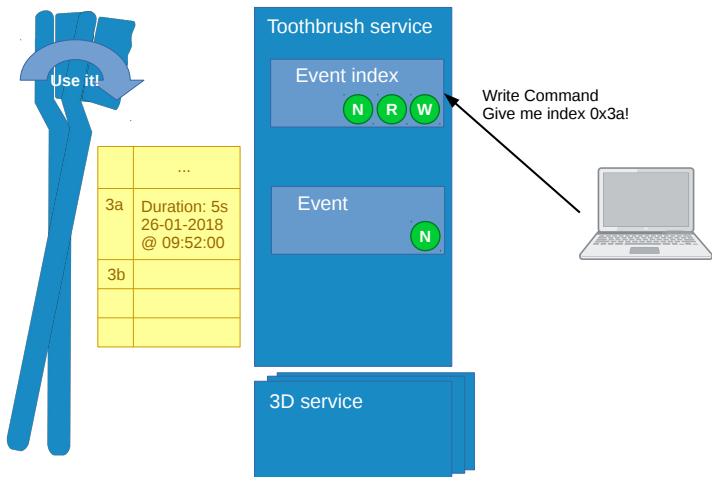 Toothbrush service
Use it!
Event index
N R W
Write Command
Give me index 0x3a!
...
3a
Duration: 5s
26-01-2018
@ 09:52:00
3b
Event
N
3D service